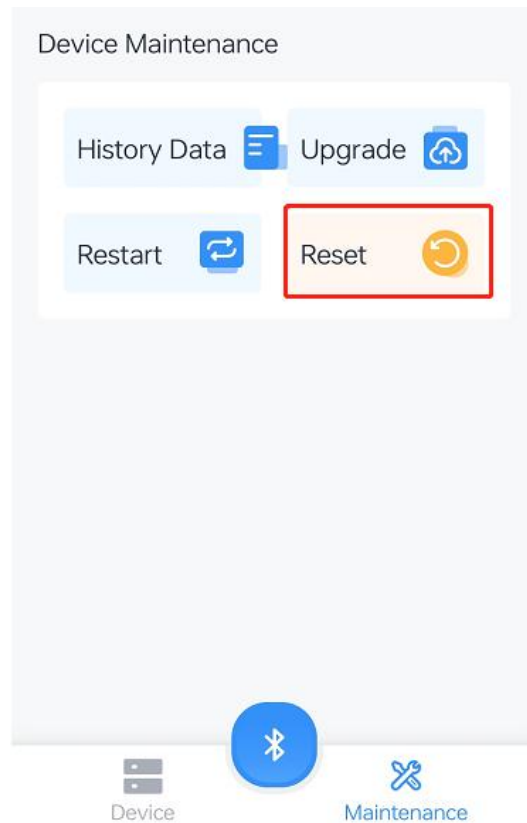 Device Maintenance
History Data
Upgrade
Restart
Reset
Device
Maintenance